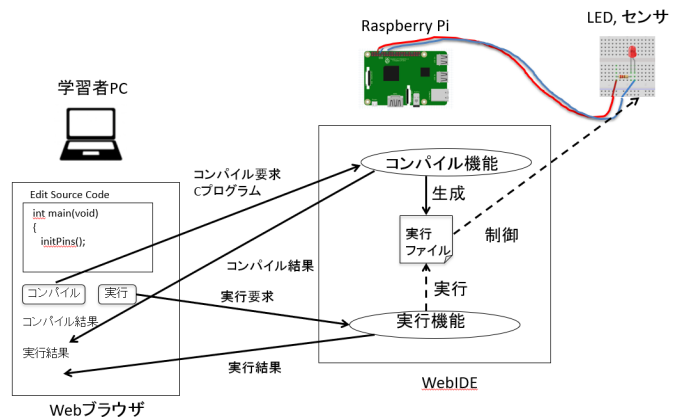 Raspberry Pi
LED, センサ
学習者PC
コンパイル要求
Cプログラム
コンパイル機能
生成
Edit Source Code
int main(void)
{
initPins();
実行
ファイル
制御
コンパイル結果
実行
コンパイル
実行
実行要求
コンパイル結果
実行機能
実行結果
実行結果
WebIDE
Webブラウザ